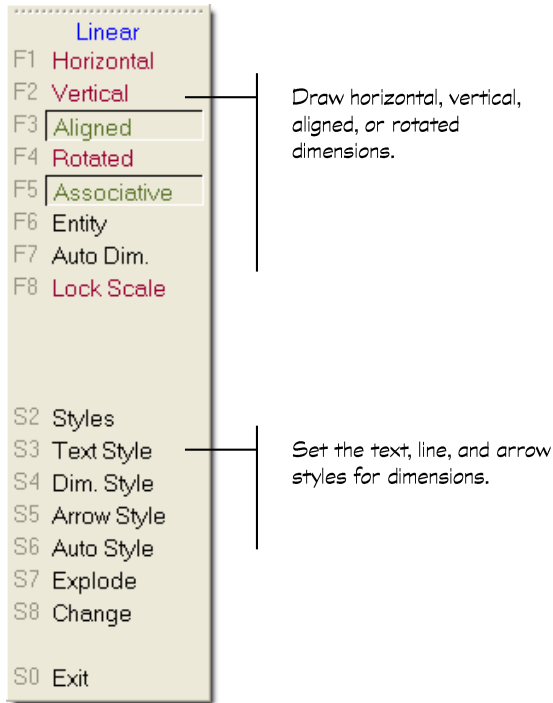 Linear
F1 Horizontal
F2 Vertical
F3 Aligned
F4 Rotated
F5 Associative
F6 Entity
F7 Auto Dim.
F8 Lock Scale
S2 Styles
S3 Text Style
S4 Dim. Style
S5 Arrow Style
S6 Auto Style
S7 Explode
S8 Change
S0 Exit
Draw horizontal, vertical,
aligned, or rotated
dimensions.
Set the text, line, and arrow
styles for dimensions.